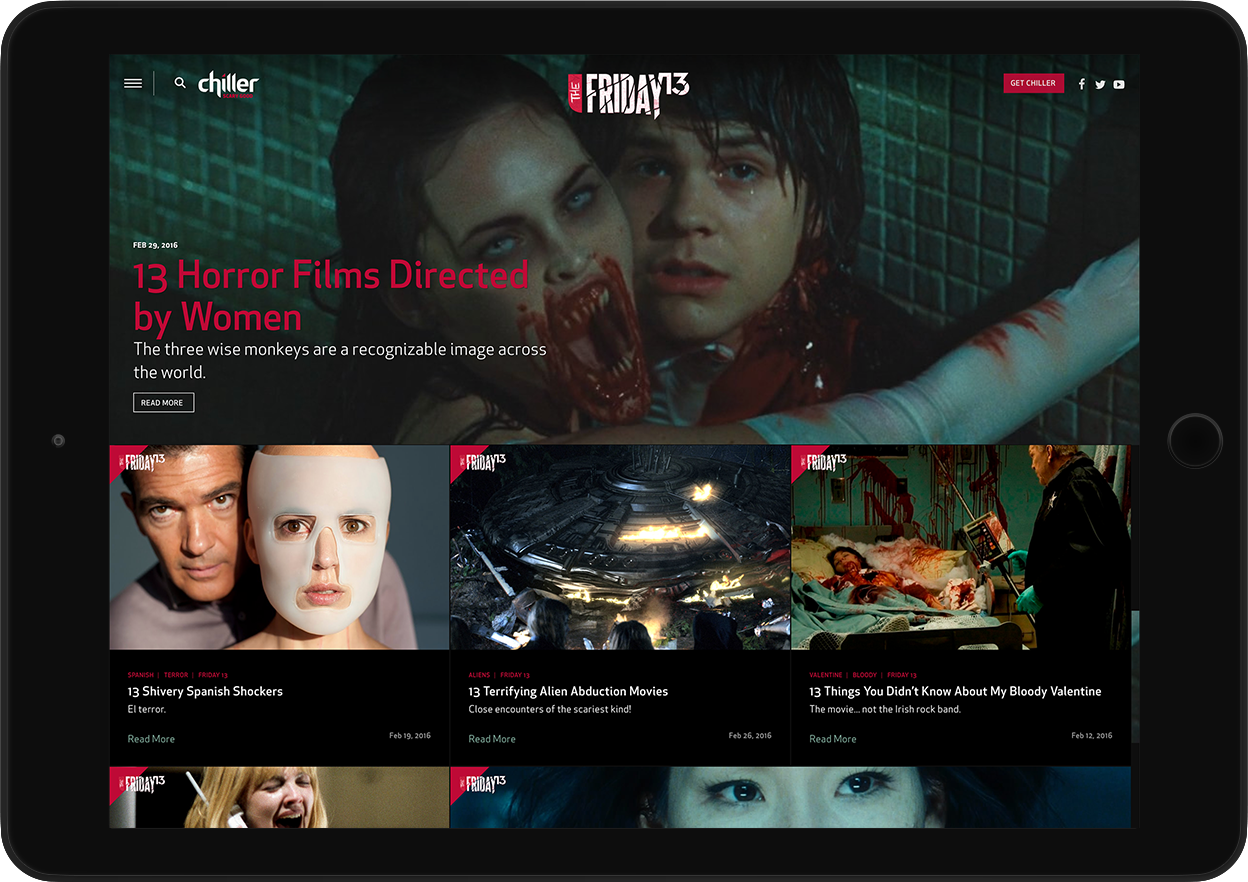 chiller
THE FRIDAY 13
GET CHILLER
FEB 29, 2016
13 Horror Films Directed
by Women
The three wise monkeys are a recognizable image across
the world.
READ MORE
THE FRIDAY 13
THE FRIDAY 13
THE FRIDAY 13
SPANISH | TERROR | FRIDAY 13
13 Shivery Spanish Shockers
El terror.
Read More
Feb 19, 2016
ALIENS | FRIDAY 13
13 Terrifying Alien Abduction Movies
Close encounters of the scariest kind!
Read More
Feb 26, 2016
VALENTINE | BLOODY | FRIDAY 13
13 Things You Didn't Know About My Bloody Valentine
The movie... not the Irish rock band.
Read More
Feb 12, 2016
THE FRIDAY 13
THE FRIDAY 13